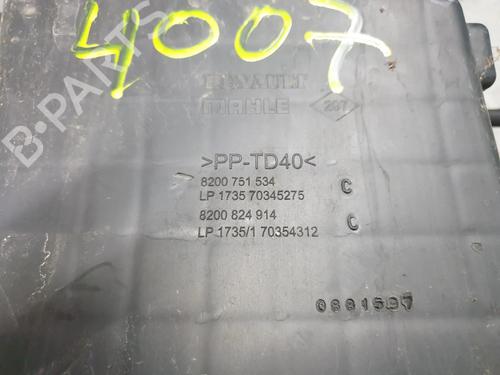 4007
RENAULT
MAHLE
B-PARTS
>PP-TD40<
8200 751 534 C
LP 1735 70345275
8200 824 914 C
LP 1735/1 70354312